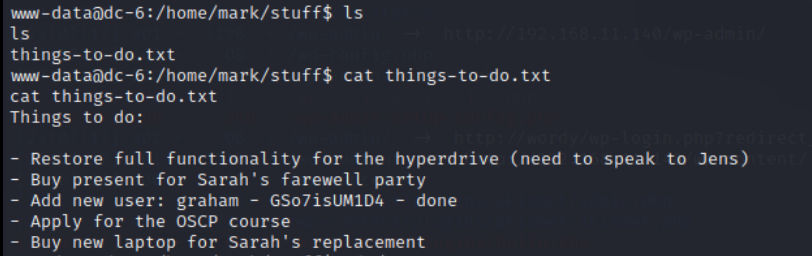 www-data@dc-6:/home/mark/stuff$ ls
ls
things-to-do.txt
www-data@dc-6:/home/mark/stuff$ cat things-to-do.txt
cat things-to-do.txt
Things to do:
- Restore full functionality for the hyperdrive (need to speak to Jens)
- Buy present for Sarah's farewell party
- Add new user: graham - GSo7isUM1D4 - done
- Apply for the OSCP course
- Buy new laptop for Sarah's replacement